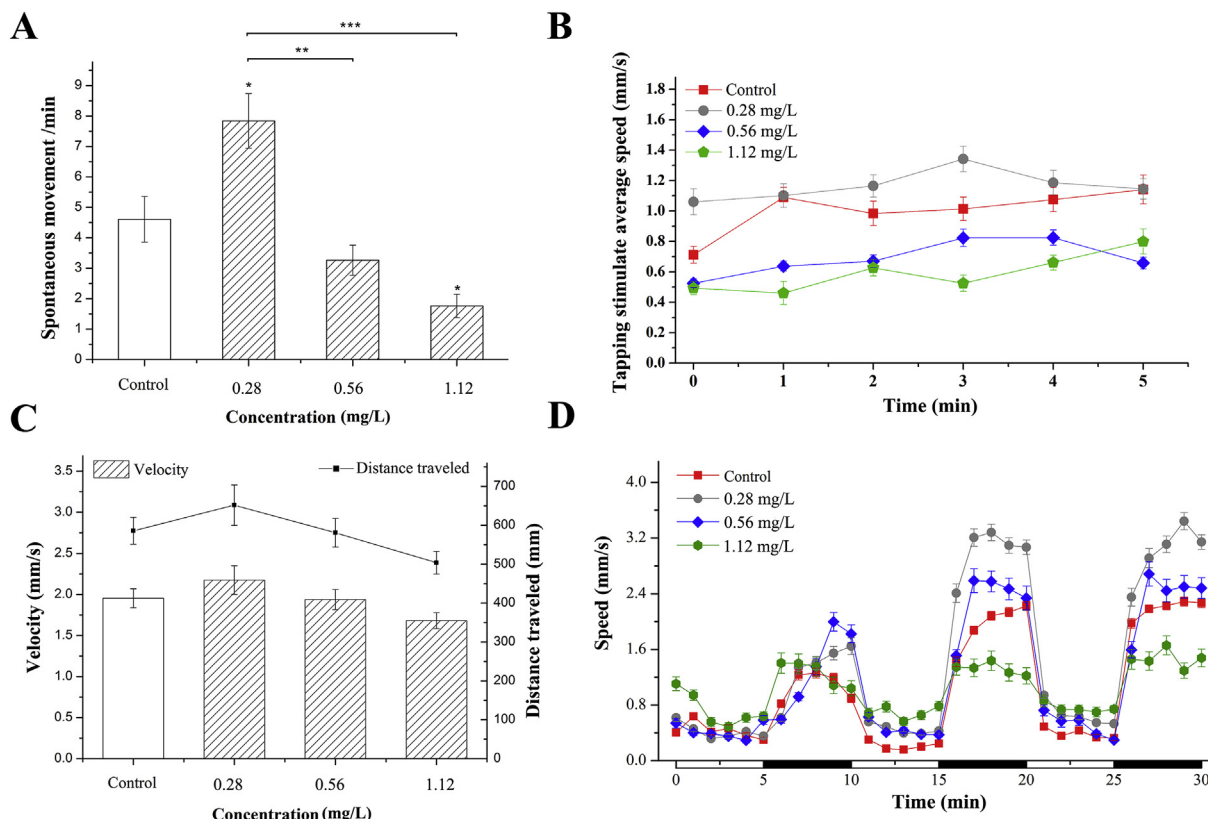 A
***
**
*
*
Spontaneous movement /min
9
8
7
6
5
4
3
2
1
0
Control
0.28
0.56
1.12
Concentration (mg/L)
B
Tapping stimulate average speed (mm/s)
1.8
1.6
1.4
1.2
1.0
0.8
0.6
0.4
0.2
0.0
Control
0.28 mg/L
0.56 mg/L
1.12 mg/L
0 1 2 3 4 5
Time (min)
C
Velocity
Distance traveled
Velocity (mm/s)
3.5
3.0
2.5
2.0
1.5
1.0
0.5
0.0
700
600
500
400
300
200
100
0
Distance traveled (mm)
Control
0.28
0.56
1.12
Concentration (mg/L)
D
Speed (mm/s)
4.0
3.2
2.4
1.6
0.8
0.0
Control
0.28 mg/L
0.56 mg/L
1.12 mg/L
0 5 10 15 20 25 30
Time (min)